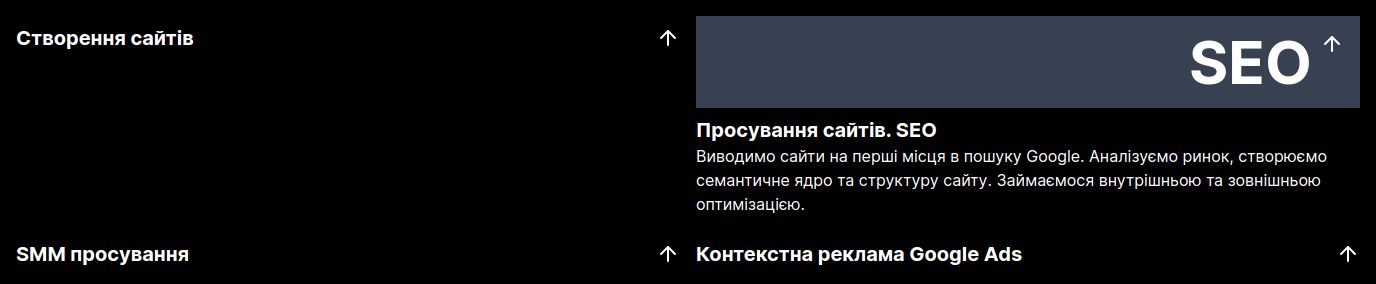 Створення сайтів
SEO
Просування сайтів. SEO
Виводимо сайти на перші місця в пошуку Google. Аналізуємо ринок, створюємо
семантичне ядро та структуру сайту. Займаємося внутрішньою та зовнішньою
оптимізацією.
SMM просування
Контекстна реклама Google Ads